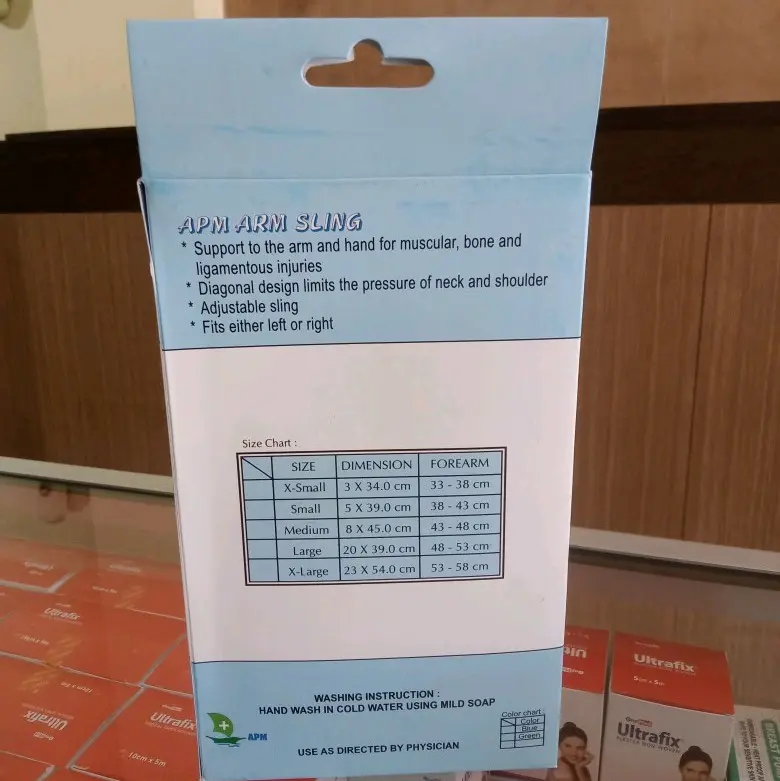 APM ARM SLING
* Support to the arm and hand for muscular, bone and
ligamentous injuries
* Diagonal design limits the pressure of neck and shoulder
* Adjustable sling
* Fits either left or right
Size Chart :
SIZE DIMENSION FOREARM
X-Small 3 X 34.0 cm 33 - 38 cm
Small 5 X 39.0 cm 38 - 43 cm
Medium 8 X 45.0 cm 43 - 48 cm
Large 20 X 39.0 cm 48 - 53 cm
X-Large 23 X 54.0 cm 53 - 58 cm
WASHING INSTRUCTION :
HAND WASH IN COLD WATER USING MILD SOAP
APM
USE AS DIRECTED BY PHYSICIAN
Color chart
Color
Blue
Green
Ultrafix
Ultrafix
Ultrafix
10cm x 5m
Ultrafix
5cm x 5m
Ultrafix